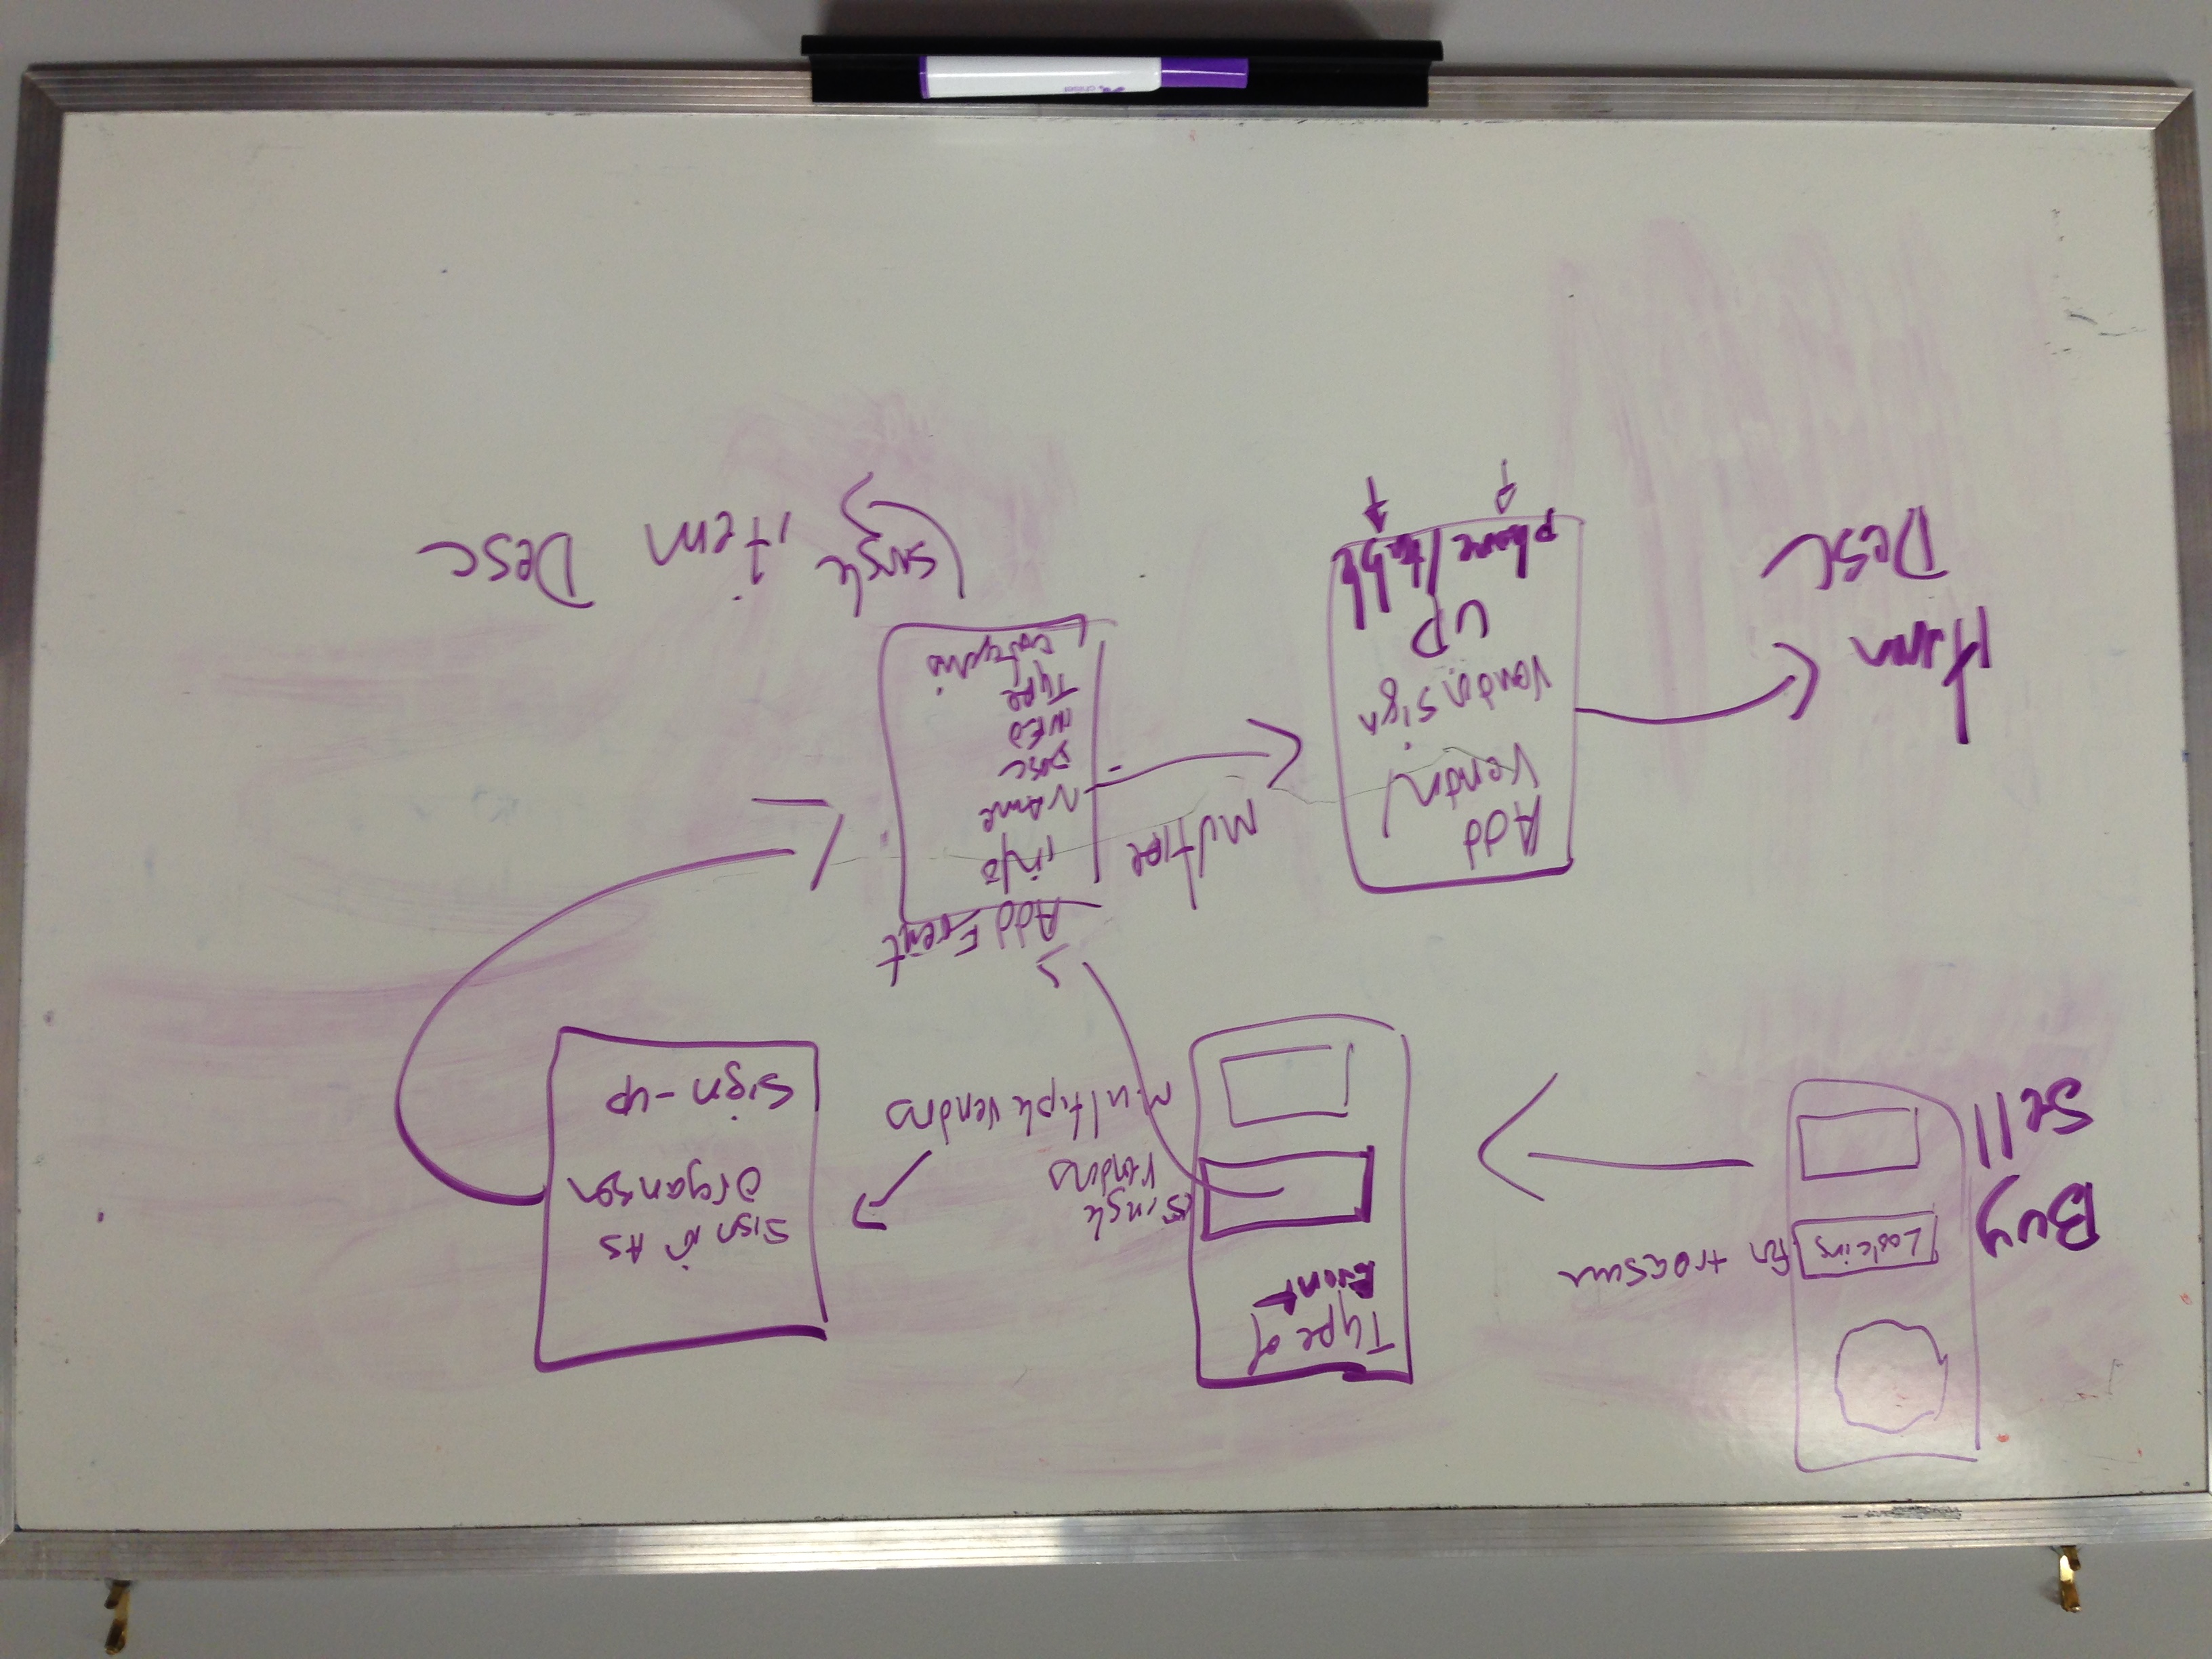 Buy
Looking for treasure
Sell
Type of
Event
Single
vendors
Multiple vendors
Sign in As
Organiser
Sign-up
Add Event
info
NAme
Desc
INFO
Type
Categories
Multiple
Add
Vendor/
Vendor Sign
UP
phone/table
Item
Desc
Single
item Desc